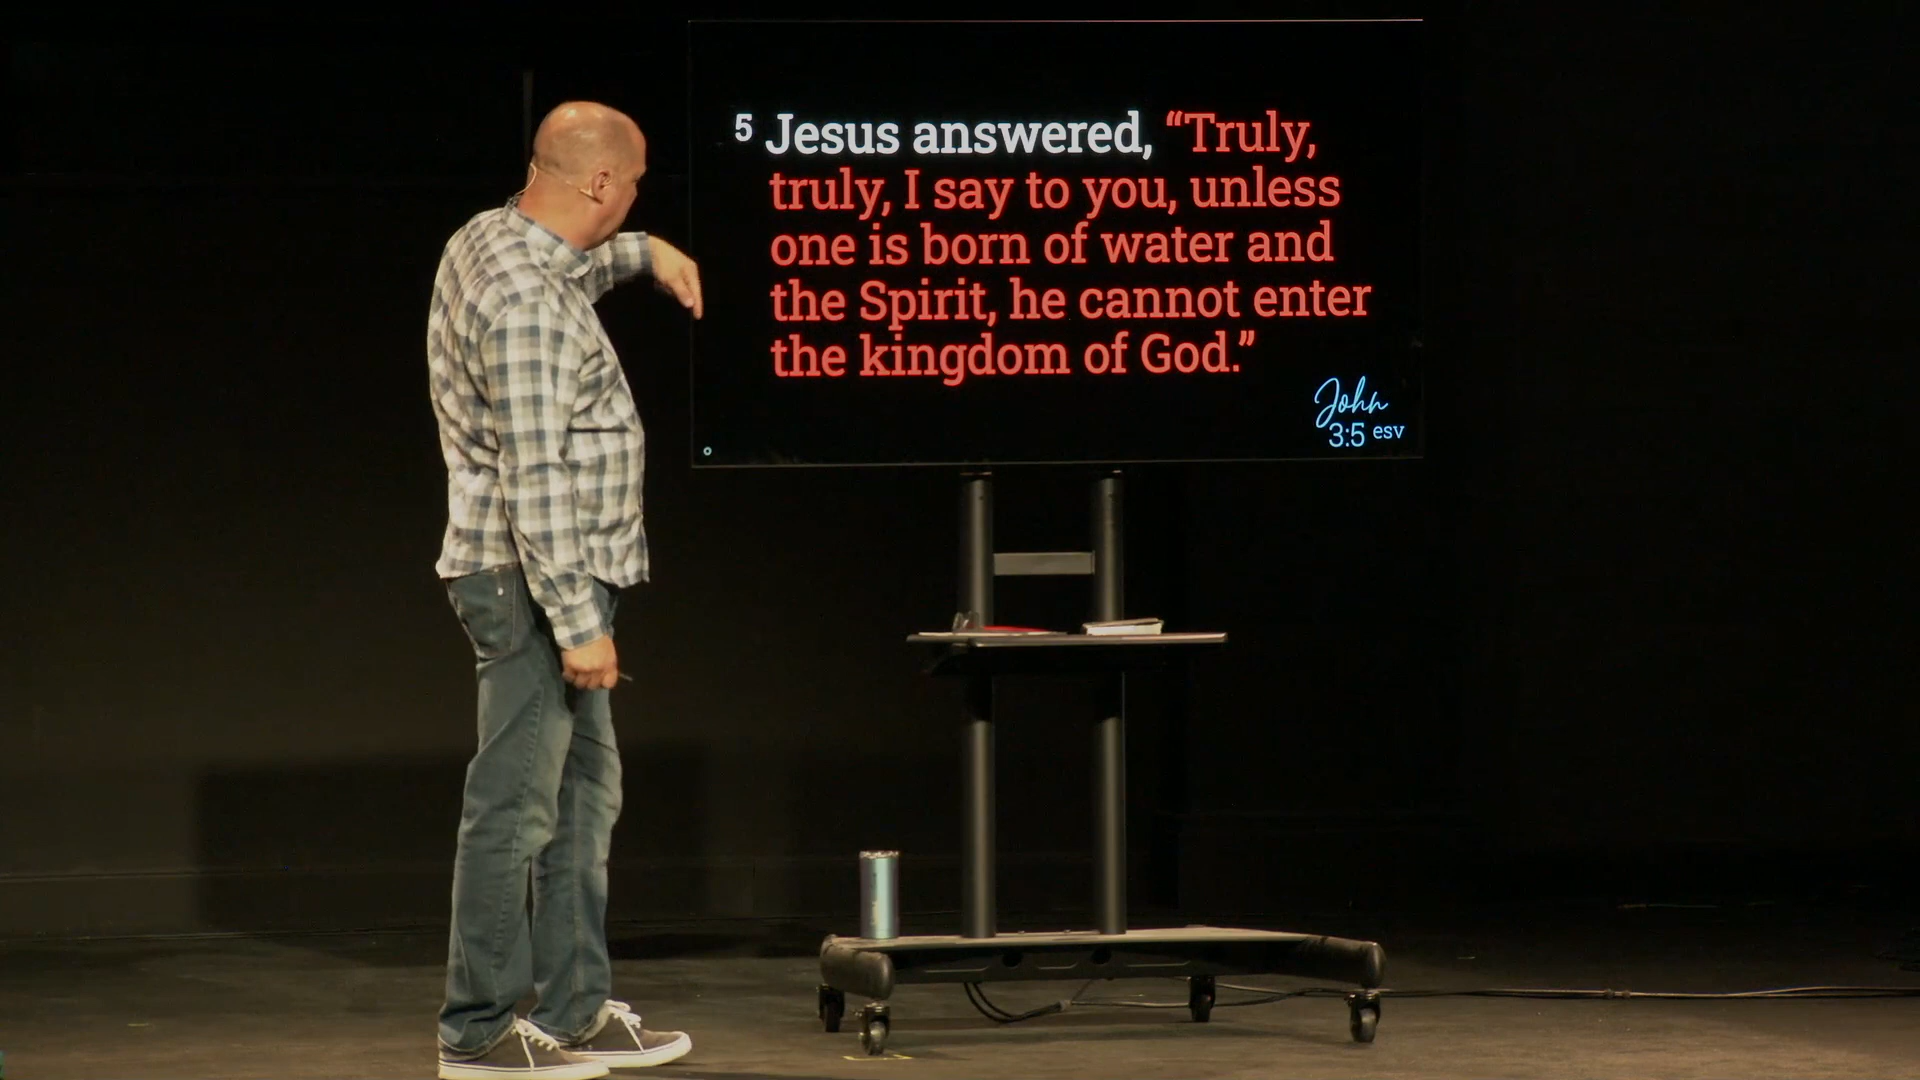 5 Jesus answered, “Truly,
truly, I say to you, unless
one is born of water and
the Spirit, he cannot enter
the kingdom of God.”
John
3:5 esv